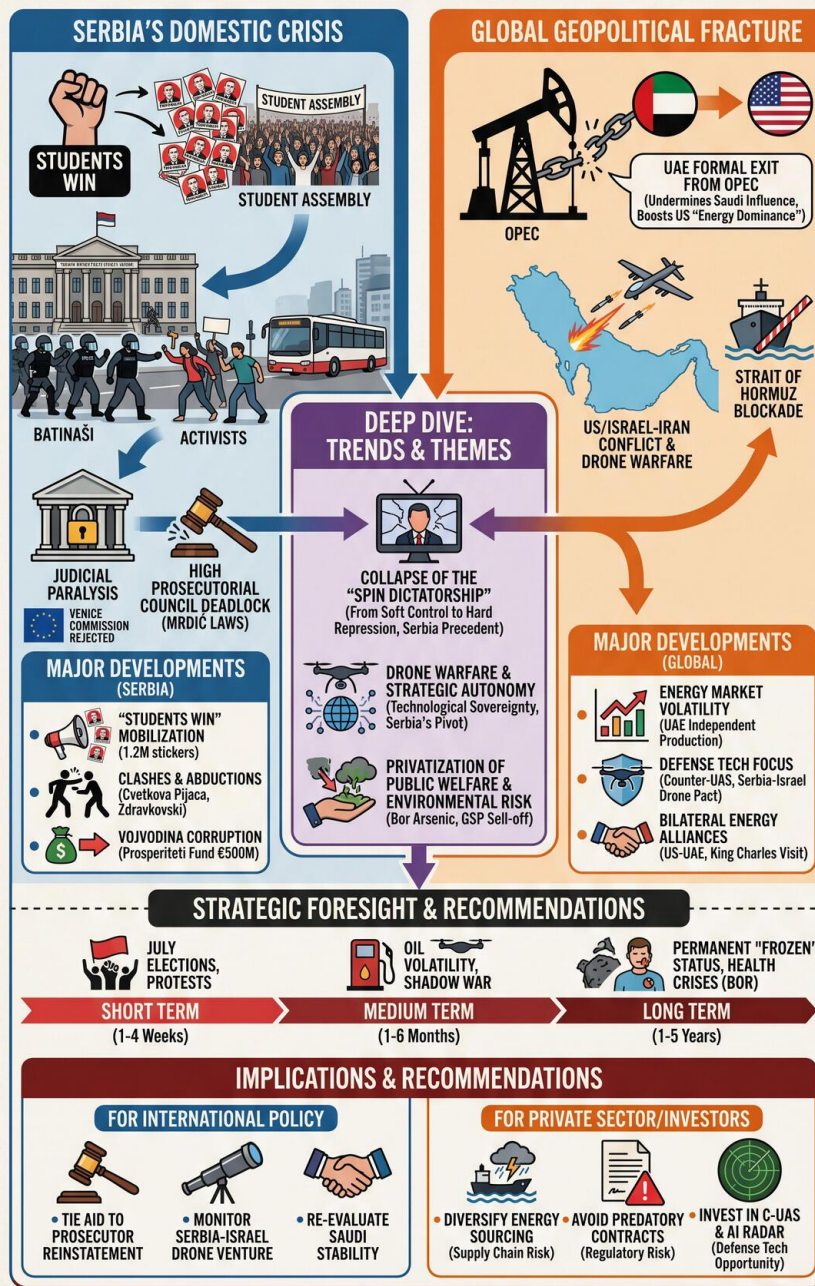 SERBIA'S DOMESTIC CRISIS
STUDENTS
WIN
STUDENT ASSEMBLY
STUDENT ASSEMBLY
BATINAŠI
ACTIVISTS
JUDICIAL
PARALYSIS
VENICE
COMMISSION
REJECTED
HIGH
PROSECUTORIAL
COUNCIL DEADLOCK
(MRDIĆ LAWS)
MAJOR DEVELOPMENTS
(SERBIA)
"STUDENTS WIN"
MOBILIZATION
(1.2M stickers)
CLASHES & ABDUCTIONS
(Cvetkova Pijaca,
Zdravkovski)
$
VOJVODINA CORRUPTION
(Prosperiteti Fund €500M)
GLOBAL GEOPOLITICAL FRACTURE
OPEC
UAE FORMAL EXIT
FROM OPEC
(Undermines Saudi Influence,
Boosts US "Energy Dominance")
US/ISRAEL-IRAN
CONFLICT &
DRONE WARFARE
STRAIT OF
HORMUZ
BLOCKADE
DEEP DIVE:
TRENDS & THEMES
COLLAPSE OF THE
"SPIN DICTATORSHIP"
(From Soft Control to Hard
Repression, Serbia Precedent)
DRONE WARFARE &
STRATEGIC AUTONOMY
(Technological Sovereignty,
Serbia's Pivot)
PRIVATIZATION OF
PUBLIC WELFARE &
ENVIRONMENTAL RISK
(Bor Arsenic, GSP Sell-off)
MAJOR DEVELOPMENTS
(GLOBAL)
ENERGY MARKET
VOLATILITY
(UAE Independent
Production)
DEFENSE TECH FOCUS
(Counter-UAS, Serbia-Israel
Drone Pact)
BILATERAL ENERGY
ALLIANCES
(US-UAE, King Charles Visit)
STRATEGIC FORESIGHT & RECOMMENDATIONS
JULY
ELECTIONS,
PROTESTS
SHORT TERM
(1-4 Weeks)
OIL
VOLATILITY,
SHADOW WAR
MEDIUM TERM
(1-6 Months)
PERMANENT "FROZEN"
STATUS, HEALTH
CRISES (BOR)
LONG TERM
(1-5 Years)
IMPLICATIONS & RECOMMENDATIONS
FOR INTERNATIONAL POLICY
• TIE AID TO
PROSECUTOR
REINSTATEMENT
• MONITOR
SERBIA-ISRAEL
DRONE VENTURE
• RE-EVALUATE
SAUDI
STABILITY
FOR PRIVATE SECTOR/INVESTORS
• DIVERSIFY ENERGY
SOURCING
(Supply Chain Risk)
• AVOID PREDATORY
CONTRACTS
(Regulatory Risk)
• INVEST IN C-UAS
& AI RADAR
(Defense Tech
Opportunity)